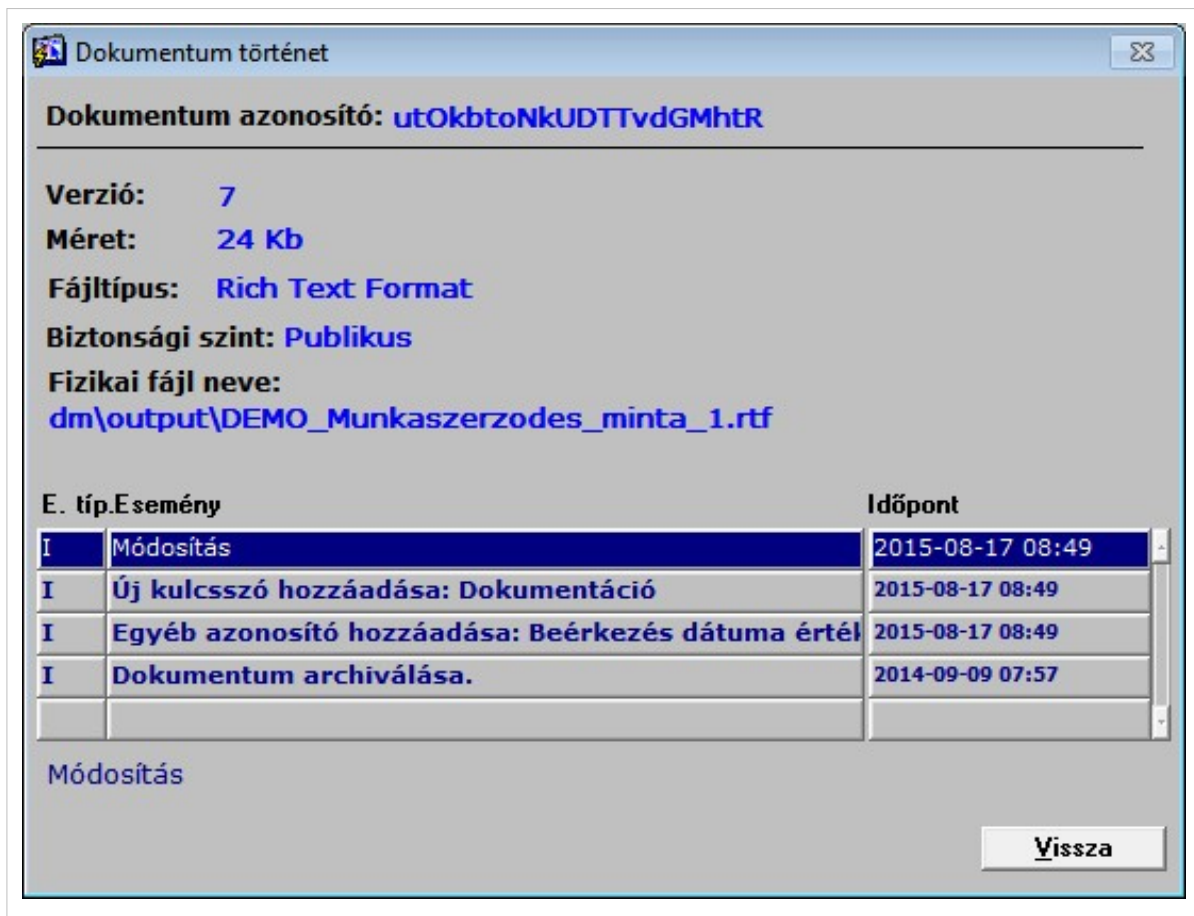 Dokumentum történet
Dokumentum azonosító: utOkbtoNkUDTTvdGMhtR
Verzió: 7
Méret: 24 Kb
Fájltípus: Rich Text Format
Biztonsági szint: Publikus
Fizikai fájl neve:
dm\output\DEMO_Munkaszerzodes_minta_1.rtf
E. típ.Esemény Időpont
I Módosítás 2015-08-17 08:49
I Új kulcsszó hozzáadása: Dokumentáció 2015-08-17 08:49
I Egyéb azonosító hozzáadása: Beérkezés dátuma érték 2015-08-17 08:49
I Dokumentum archiválása. 2014-09-09 07:57
Módosítás
Vissza